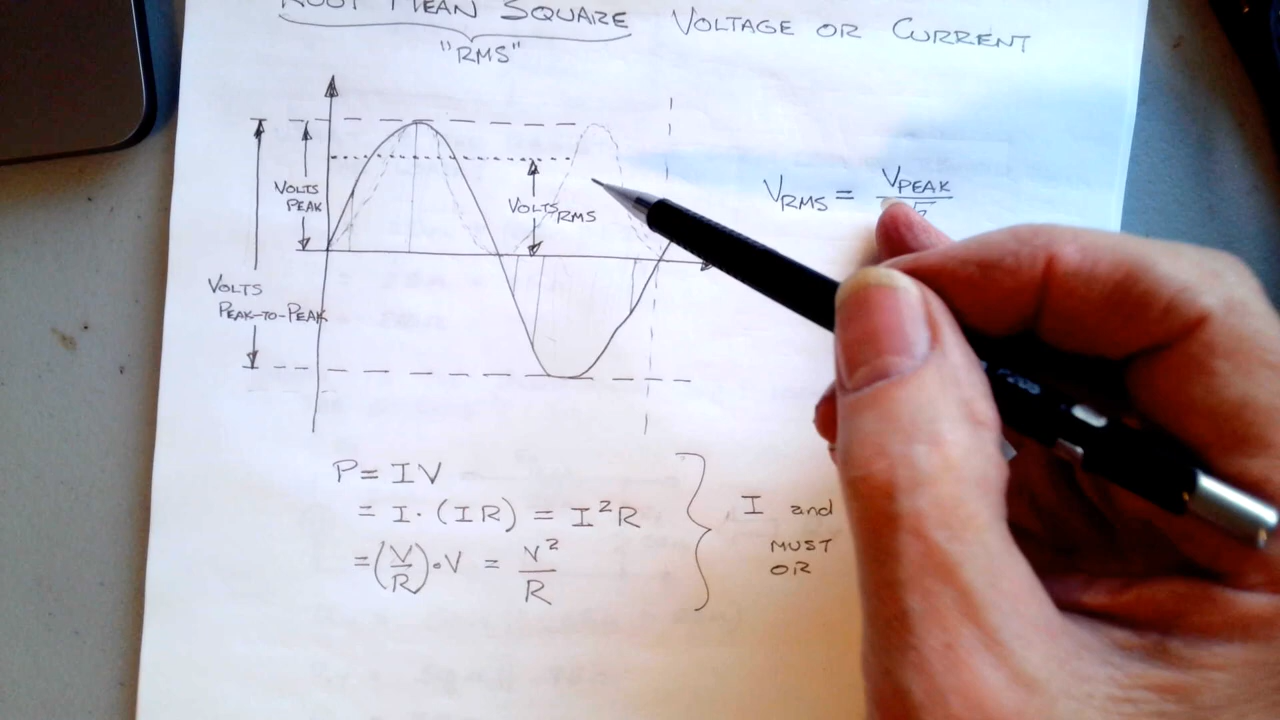 ROOT MEAN SQUARE VOLTAGE OR CURRENT
"RMS"
VOLTS
PEAK
VOLTS RMS
VOLTS
PEAK-TO-PEAK
VRMS = VPEAK
P = IV
= I · (IR) = I²R
= (V/R) · V = V²/R
I and
MUST
OR